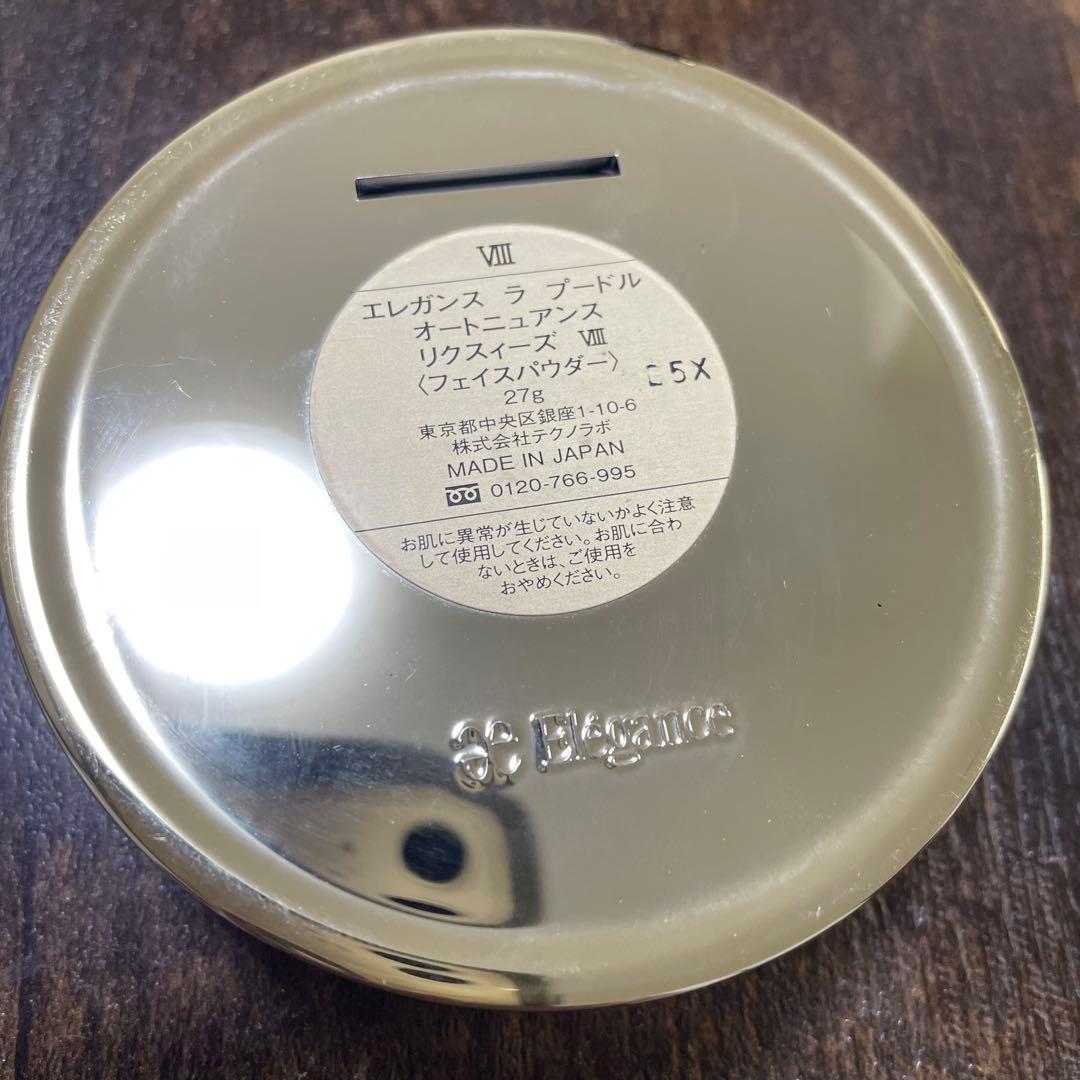 Ⅷ
エレガンス ラ プードル
オートニュアンス
リクスィーズ Ⅷ
〈フェイスパウダー〉
27g
E5X
東京都中央区銀座1-10-6
株式会社テクノラボ
MADE IN JAPAN
0120-766-995
お肌に異常が生じていないかよく注意
して使用してください。お肌に合わ
ないときは、ご使用を
おやめください。
Elégance